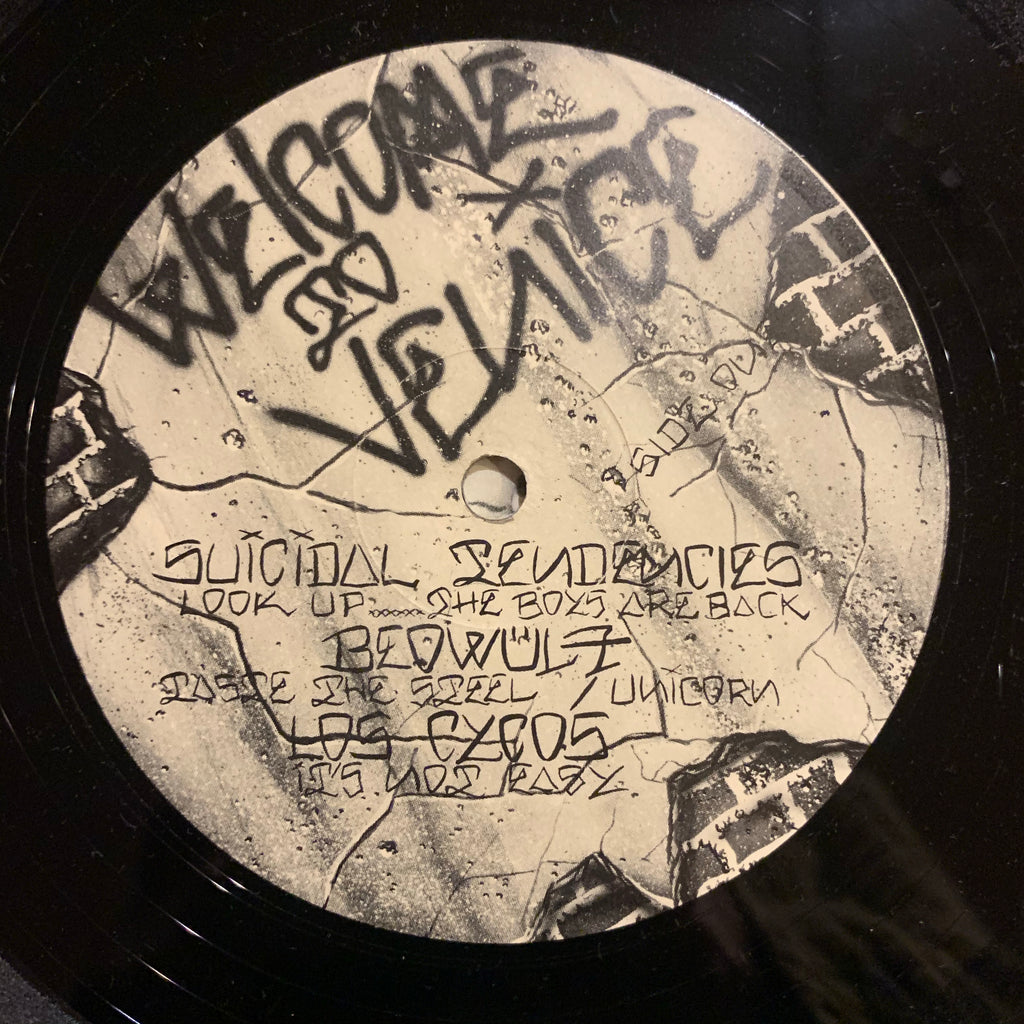 WElCOME
TO
VENICE
SIDE
SUICIDAL TENDENCIES
LOOK UP...... THE BOYS ARE BACK
BEOWÜLF
TASTE THE STEEL / UNICORN
LOS CYCOS
IT'S NOT EASY